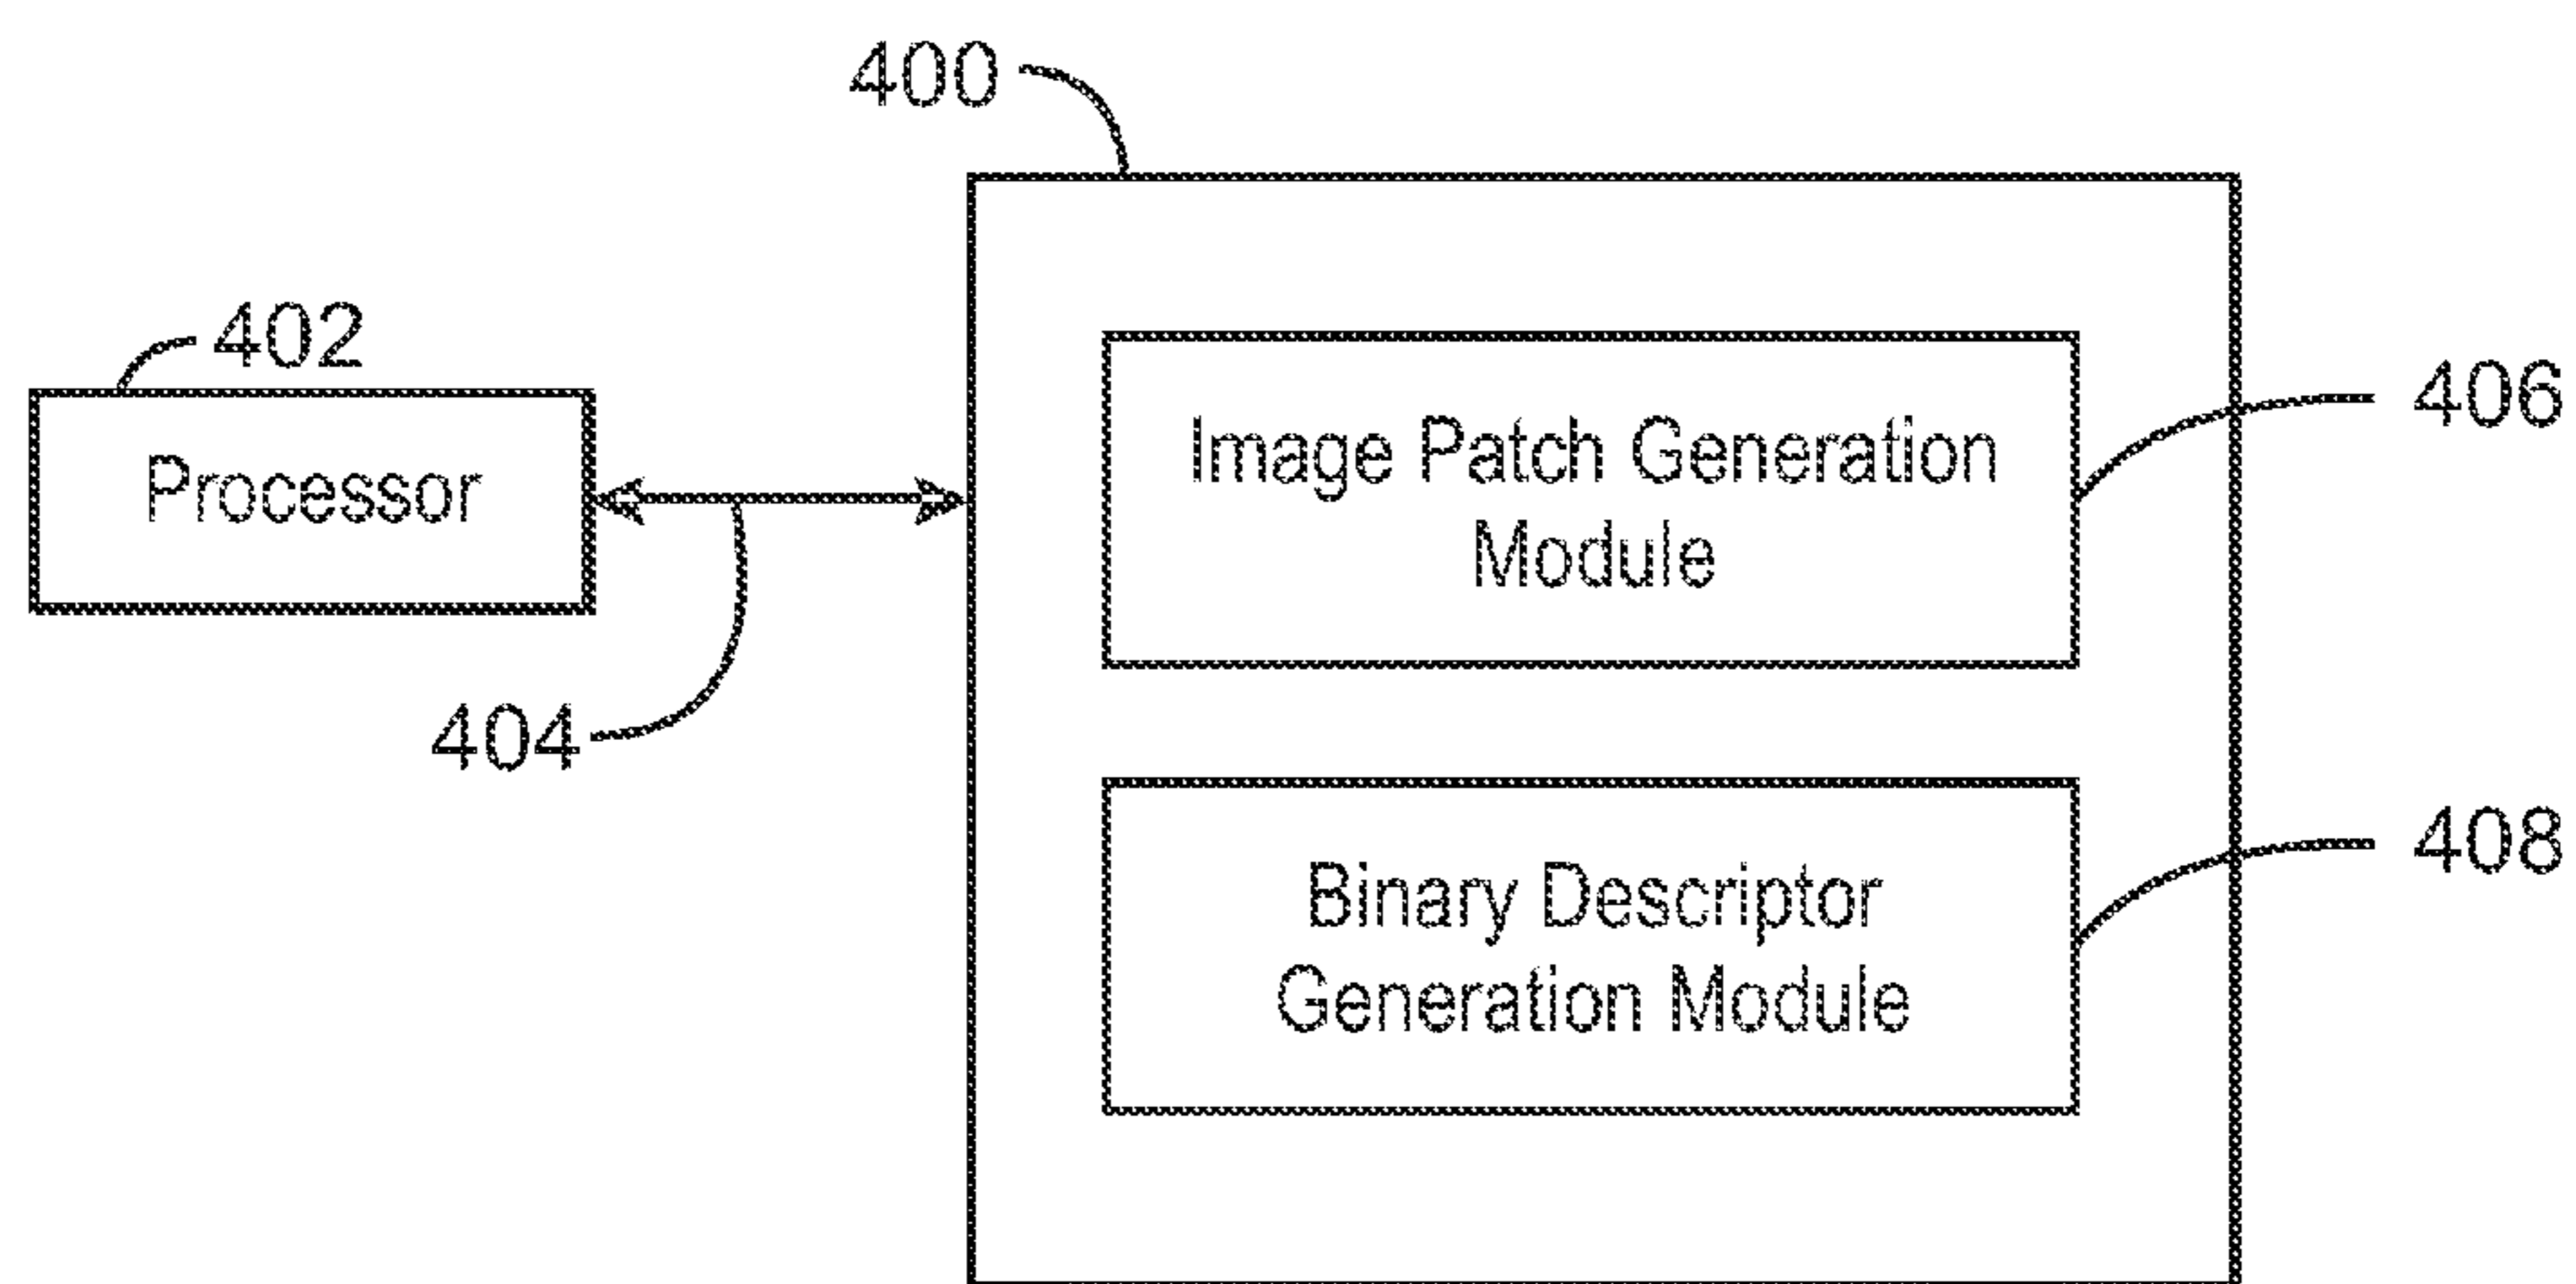 400
402
Processor
404
Image Patch Generation
Module
406
Binary Descriptor
Generation Module
408